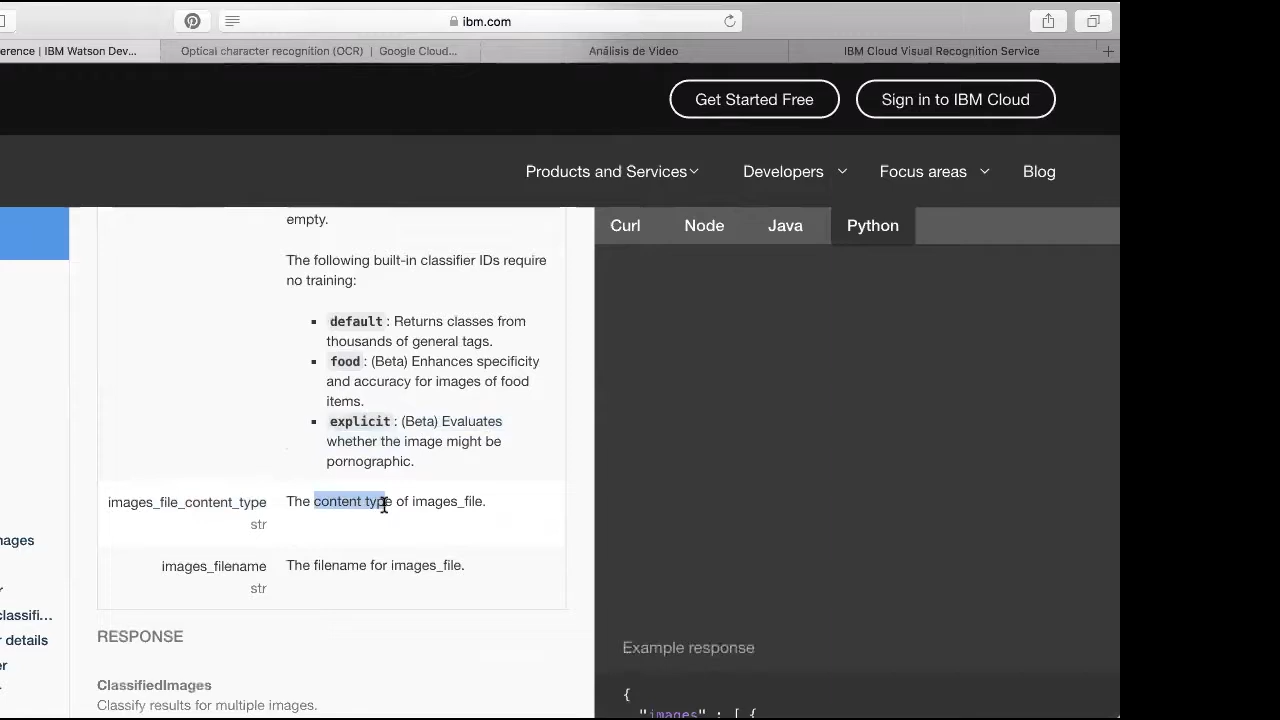 ibm.com
erence | IBM Watson Dev...
Optical character recognition (OCR) | Google Cloud...
Análisis de Video
IBM Cloud Visual Recognition Service
Get Started Free
Sign in to IBM Cloud
Products and Services
Developers
Focus areas
Blog
Curl
Node
Java
Python
empty.
The following built-in classifier IDs require
no training:
default: Returns classes from
thousands of general tags.
food: (Beta) Enhances specificity
and accuracy for images of food
items.
explicit: (Beta) Evaluates
whether the image might be
pornographic.
images_file_content_type
str
The content type of images_file.
images_filename
str
The filename for images_file.
RESPONSE
ClassifiedImages
Classify results for multiple images.
mages
r
classifi...
r details
er
Example response
{
"images" : [ {